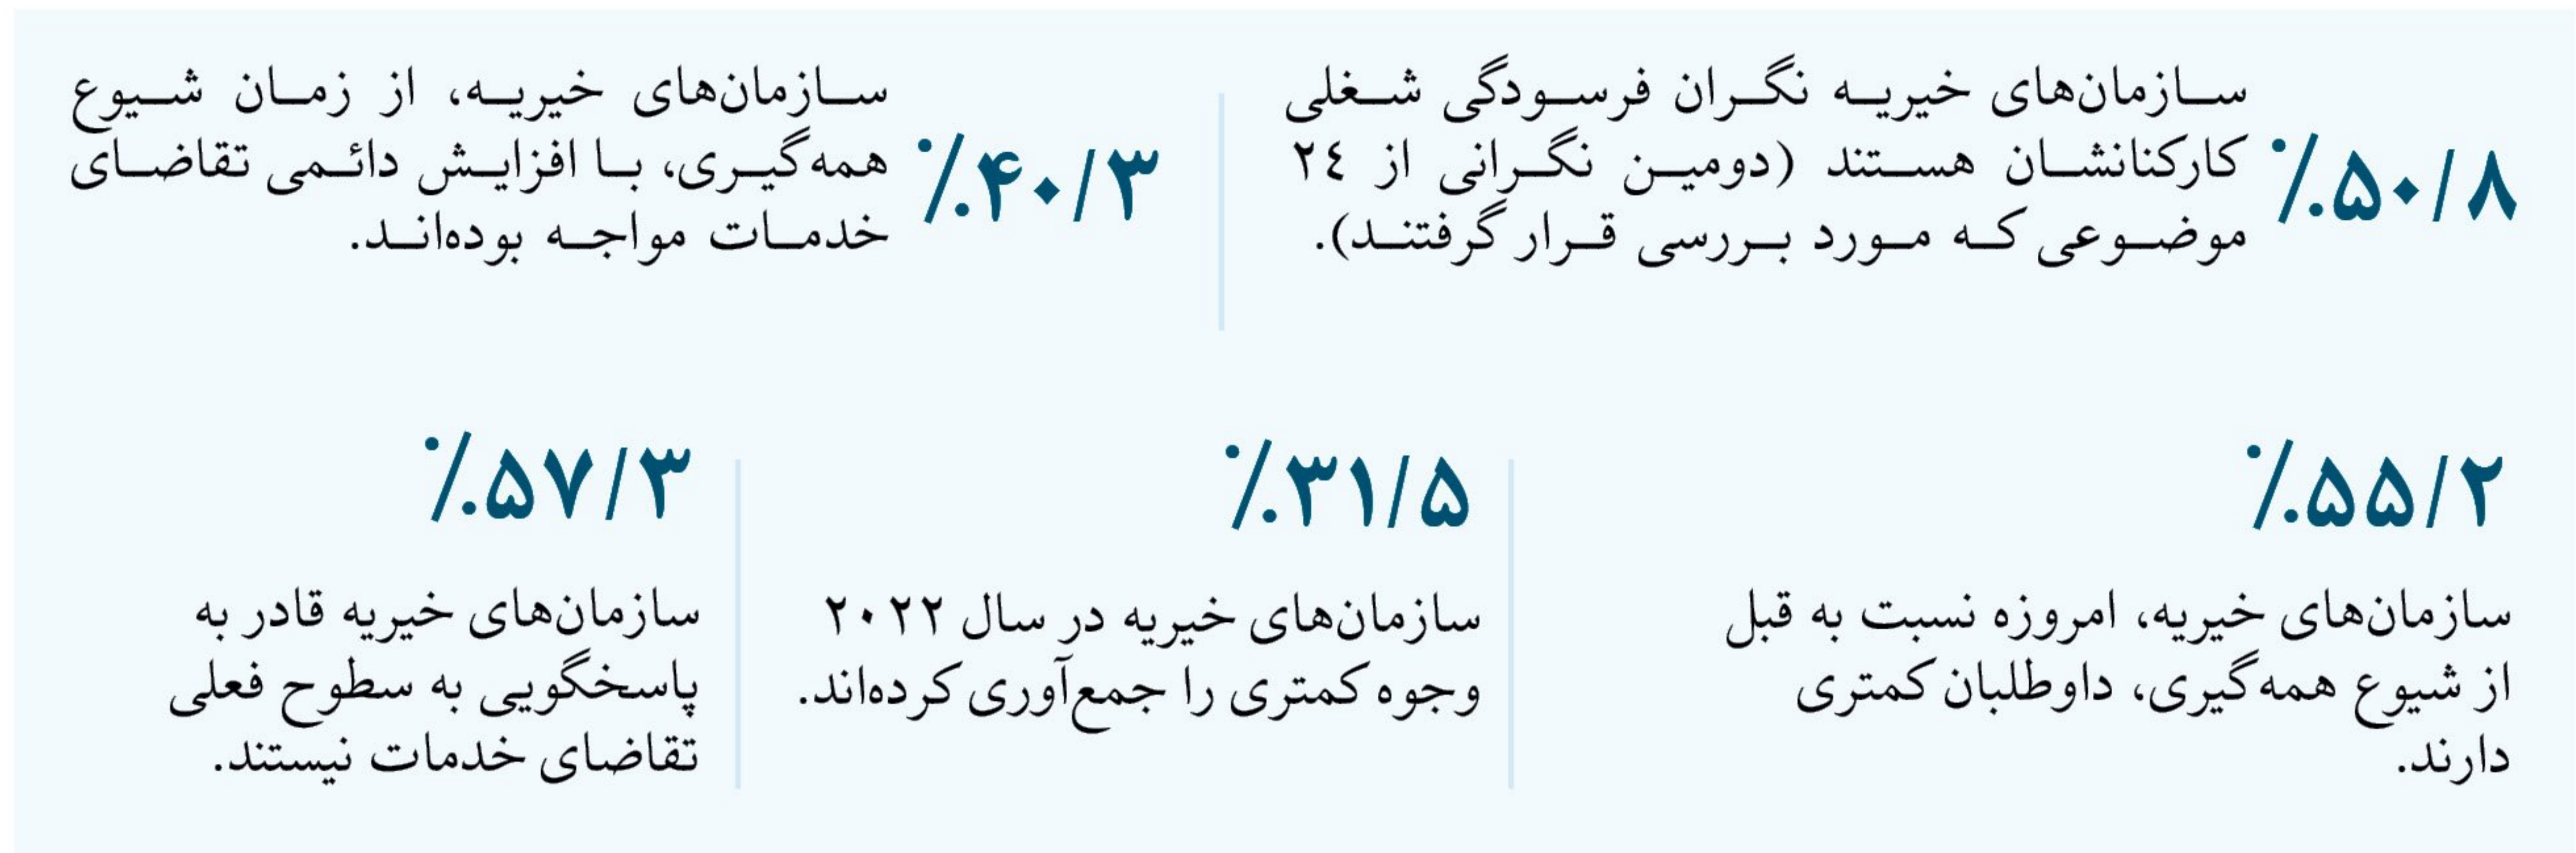 ٪۵۰/۸
سازمان‌های خیریه نگران فرسودگی شغلی
کارکنانشان هستند (دومین نگرانی از ٢٤
موضوعی که مورد بررسی قرار گرفتند).
٪۴۰/۳
سازمان‌های خیریه، از زمان شیوع
همه‌گیری، با افزایش دائمی تقاضای
خدمات مواجه بوده‌اند.
٪۵۵/۲
سازمان‌های خیریه، امروزه نسبت به قبل
از شیوع همه‌گیری، داوطلبان کمتری
دارند.
٪۳۱/۵
سازمان‌های خیریه در سال ۲۰۲۲
وجوه کمتری را جمع‌آوری کرده‌اند.
٪۵۷/۳
سازمان‌های خیریه قادر به
پاسخگویی به سطوح فعلی
تقاضای خدمات نیستند.